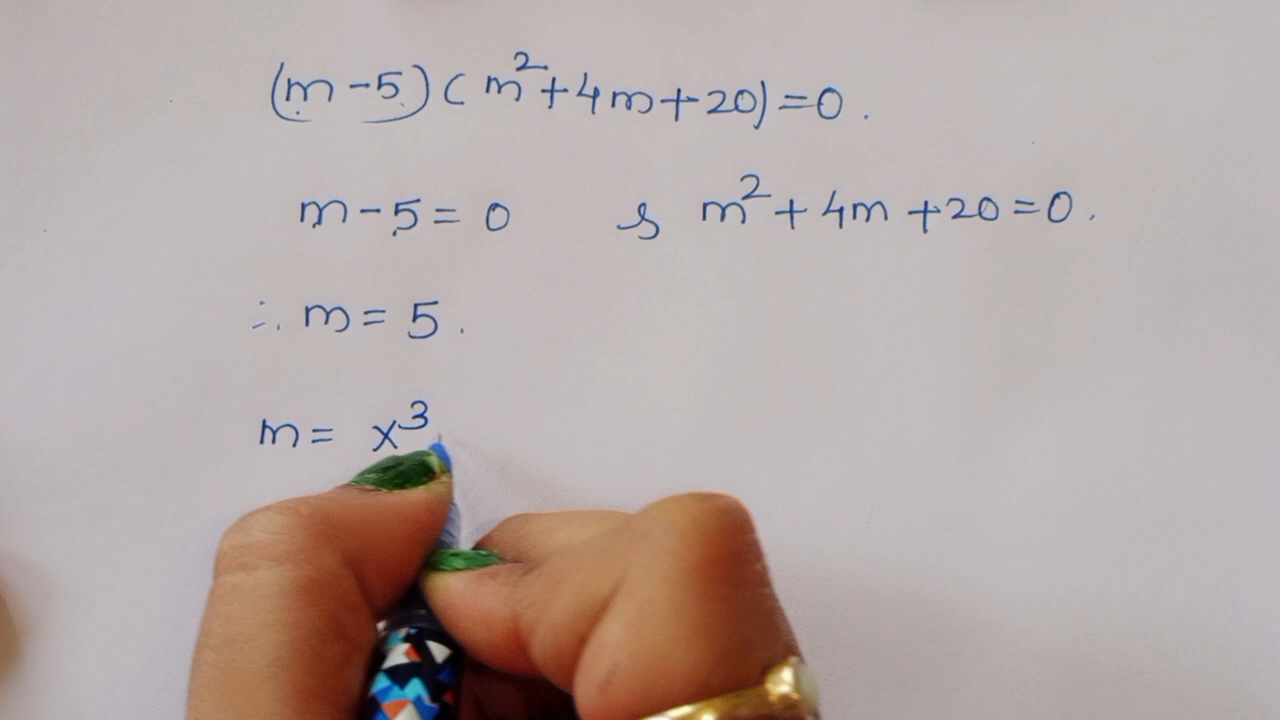 (m-5)(m²+4m+20)=0.
m-5=0 & m²+4m+20=0.
∴ m=5.
m= x³